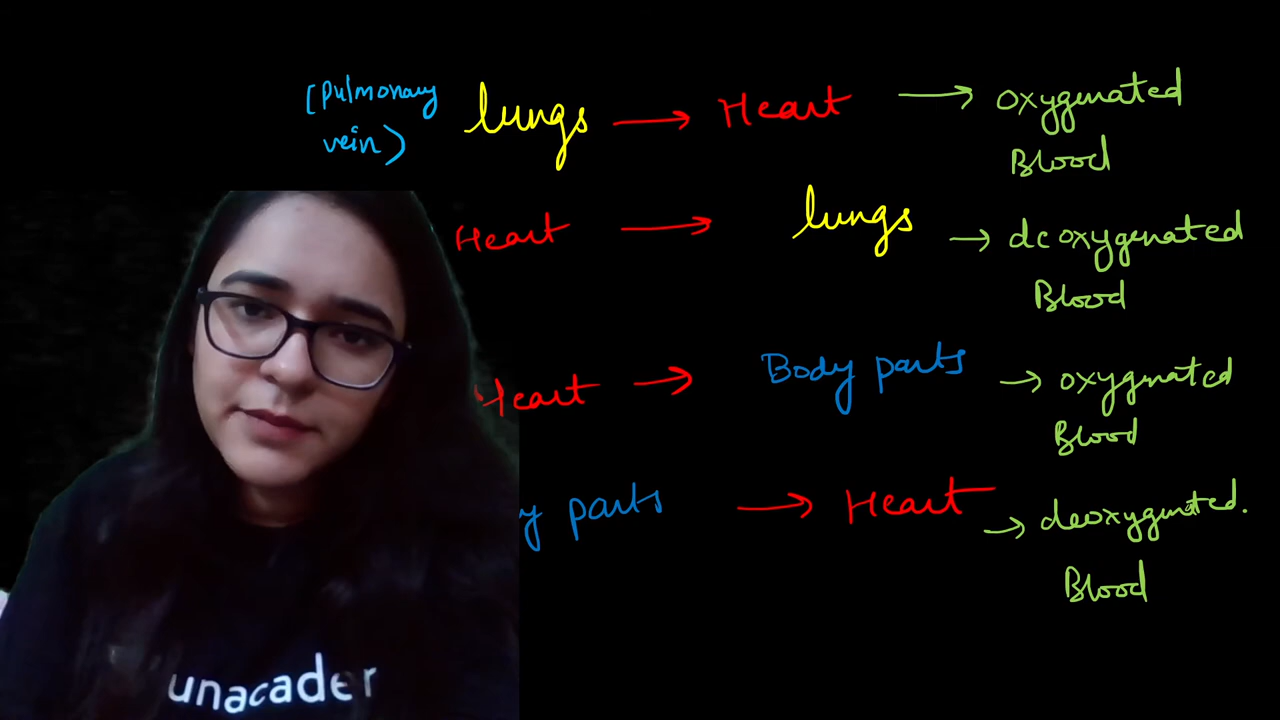 (Pulmonary vein) lungs → Heart → oxygenated Blood
Heart → lungs → deoxygenated Blood
Heart → Body parts → oxygenated Blood
y parts → Heart → deoxygenated. Blood
unacader